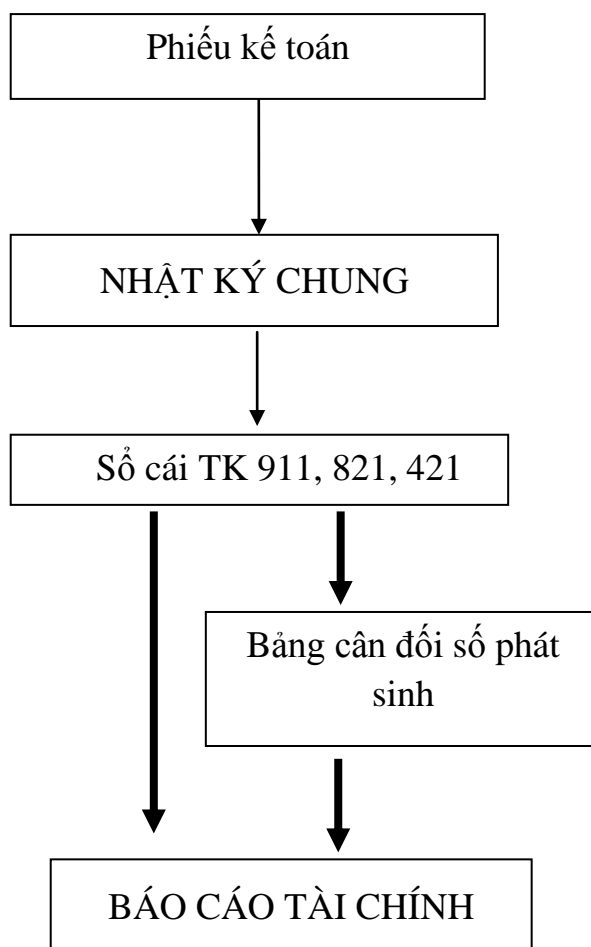 Phiếu kế toán
NHẬT KÝ CHUNG
Sổ cái TK 911, 821, 421
Bảng cân đối số phát
sinh
BÁO CÁO TÀI CHÍNH